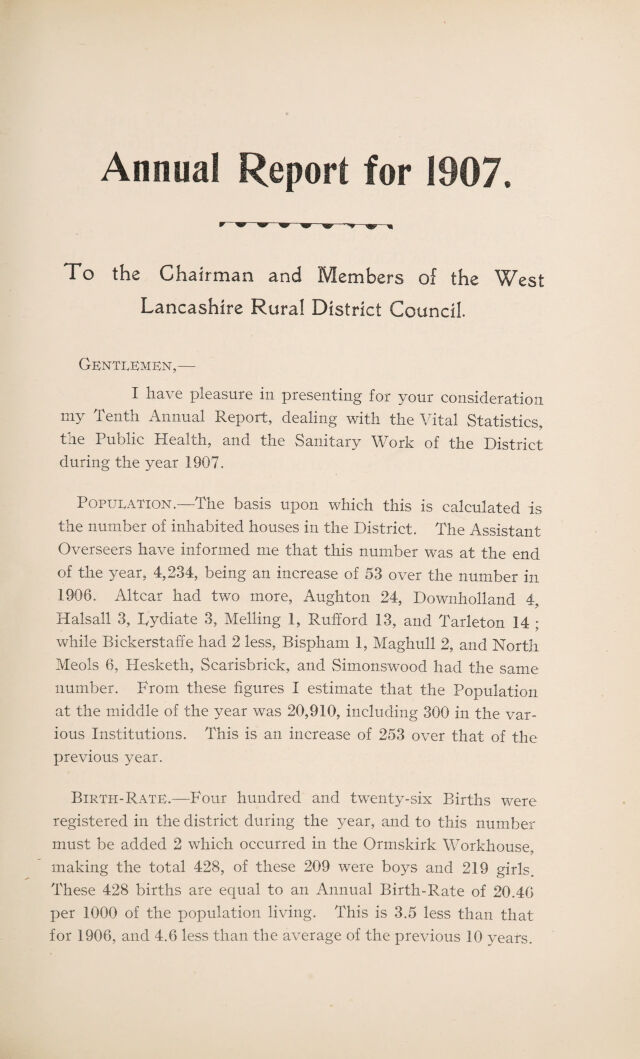 Annual Report for 1907.
To the Chairman and Members of the West
Lancashire Rural District Council.
GENTLEMEN,—
I have pleasure in presenting for your consideration
my Tenth Annual Report, dealing with the Vital Statistics,
the Public Health, and the Sanitary Work of the District
during the year 1907.
POPULATION.—The basis upon which this is calculated is
the number of inhabited houses in the District. The Assistant
Overseers have informed me that this number was at the end
of the year, 4,234, being an increase of 53 over the number in
1906. Altcar had two more, Aughton 24, Downholland 4,
Halsall 3, Lydiate 3, Melling 1, Rufford 13, and Tarleton 14 ;
while Bickerstaffe had 2 less, Bispham 1, Maghull 2, and North
Meols 6, Hesketh, Scarisbrick, and Simonswood had the same
number. From these figures I estimate that the Population
at the middle of the year was 20,910, including 300 in the var-
ious Institutions. This is an increase of 253 over that of the
previous year.
BIRTH-RATE.—Four hundred and twenty-six Births were
registered in the district during the year, and to this number
must be added 2 which occurred in the Ormskirk Workhouse,
making the total 428, of these 209 were boys and 219 girls.
These 428 births are equal to an Annual Birth-Rate of 20.46
per 1000 of the population living. This is 3.5 less than that
for 1906, and 4.6 less than the average of the previous 10 years.